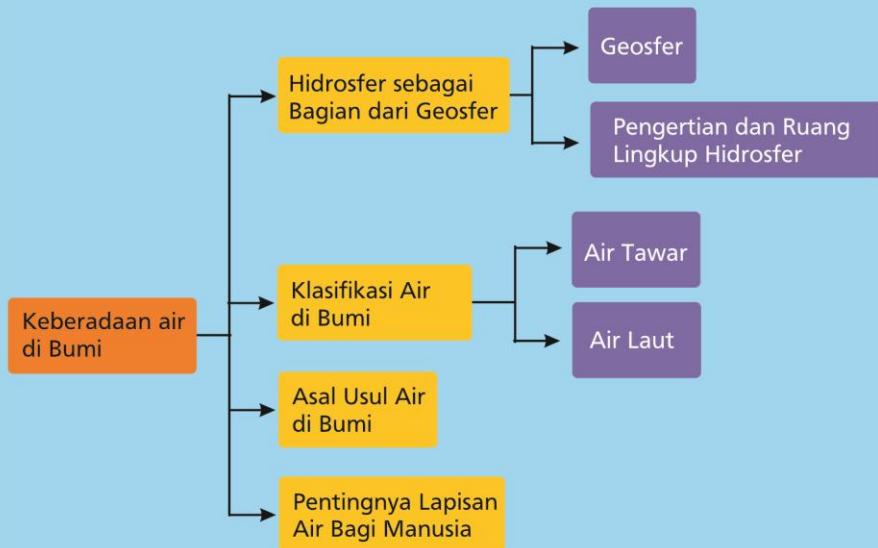 Keberadaan air
di Bumi
Hidrosfer sebagai
Bagian dari Geosfer
Geosfer
Pengertian dan Ruang
Lingkup Hidrosfer
Klasifikasi Air
di Bumi
Air Tawar
Air Laut
Asal Usul Air
di Bumi
Pentingnya Lapisan
Air Bagi Manusia